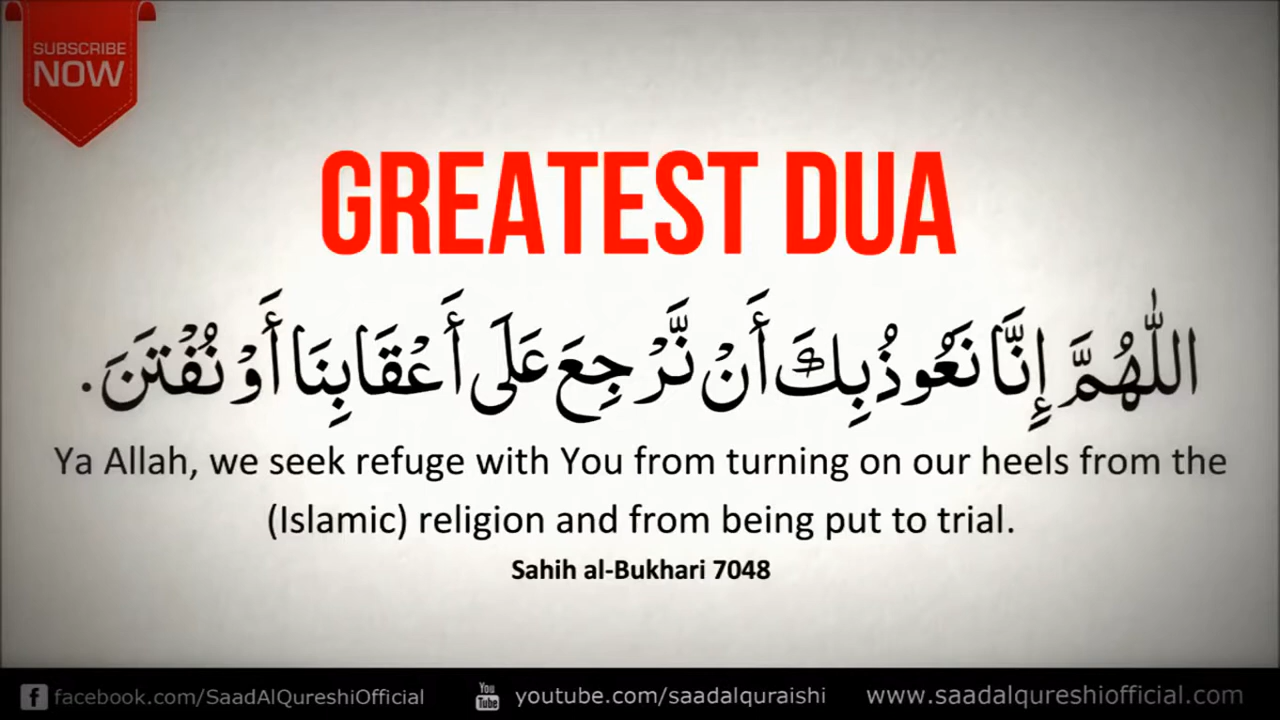 SUBSCRIBE
NOW
GREATEST DUA
اللّٰهُمَّ إِنَّا نَعُوْذُ بِكَ أَنْ نَّرْجِعَ عَلَى أَعْقَابِنَا أَوْ نُفْتَنَ.
Ya Allah, we seek refuge with You from turning on our heels from the
(Islamic) religion and from being put to trial.
Sahih al-Bukhari 7048
f facebook.com/SaadAlQureshiOfficial You Tube youtube.com/saadalquraishi www.saadalqureshiofficial.com